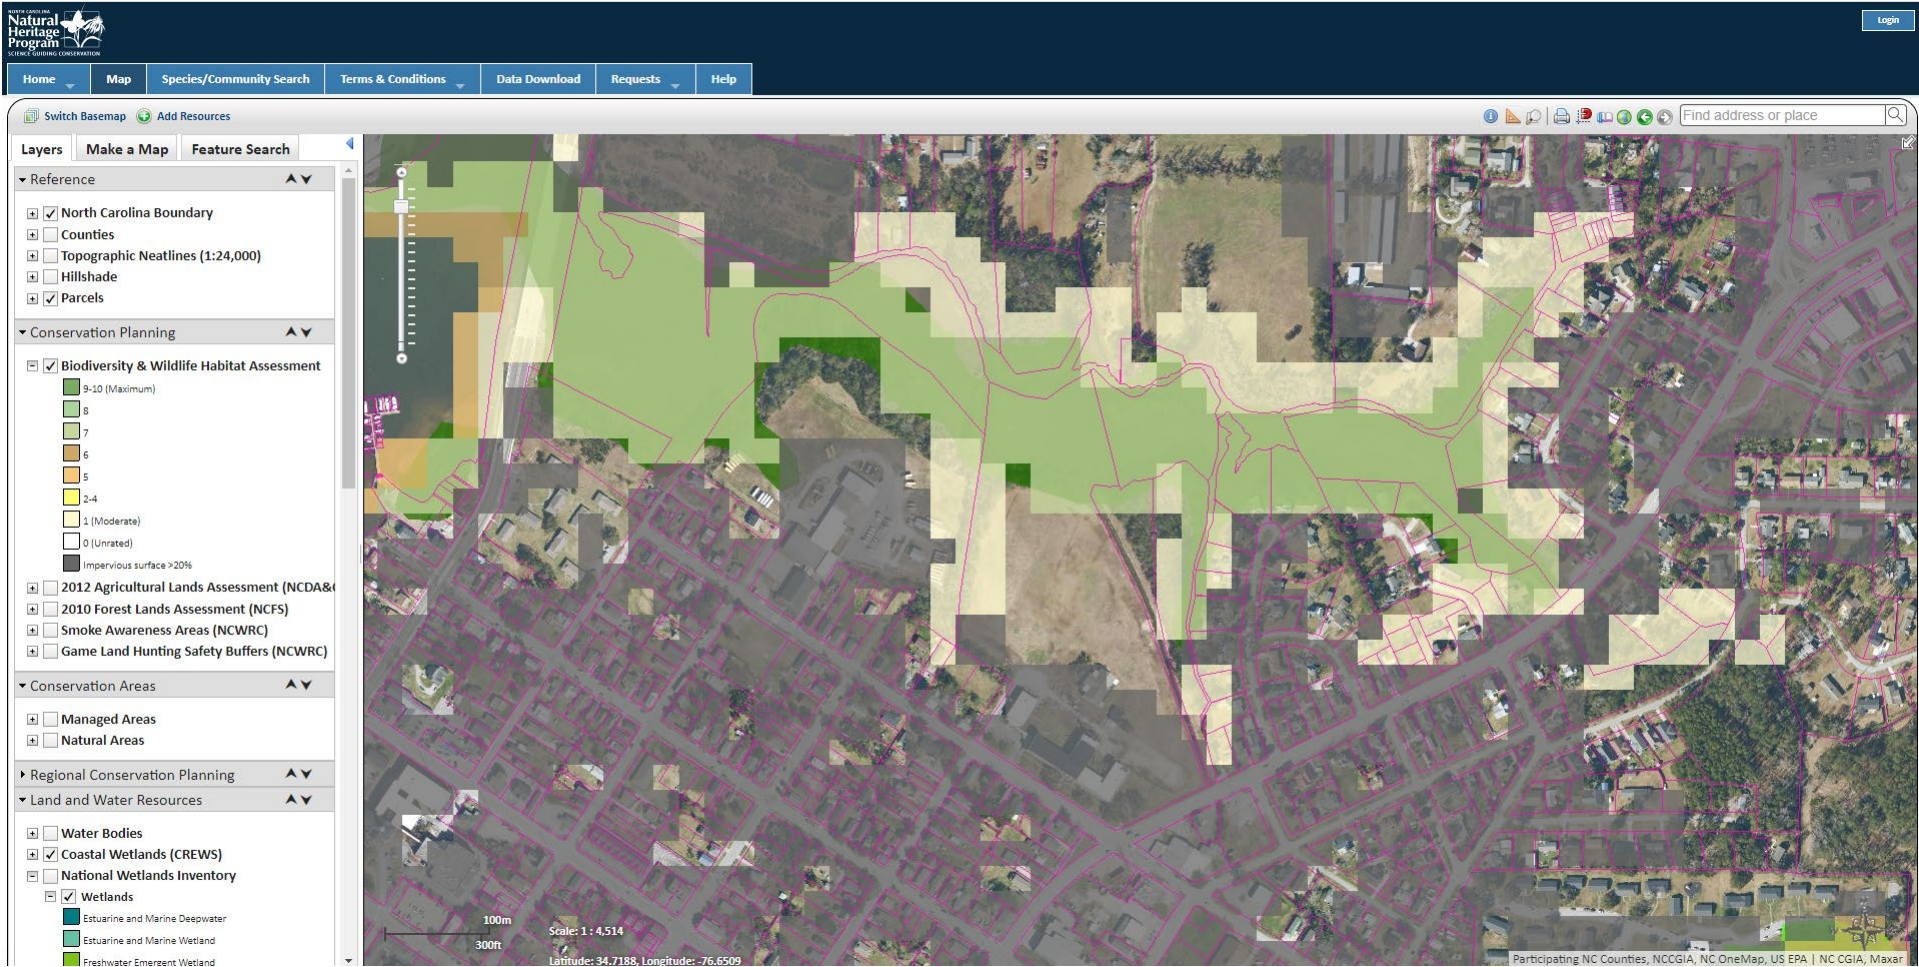 NORTH CAROLINA
Natural
Heritage
Program
SCIENCE GUIDING CONSERVATION
Login
Home Map Species/Community Search Terms & Conditions Data Download Requests Help
Switch Basemap Add Resources
Find address or place
Layers Make a Map Feature Search
Reference
North Carolina Boundary
Counties
Topographic Neatlines (1:24,000)
Hillshade
Parcels
Conservation Planning
Biodiversity & Wildlife Habitat Assessment
9-10 (Maximum)
8
7
6
5
2-4
1 (Moderate)
0 (Unrated)
Impervious surface >20%
2012 Agricultural Lands Assessment (NCDA&
2010 Forest Lands Assessment (NCFS)
Smoke Awareness Areas (NCWRC)
Game Land Hunting Safety Buffers (NCWRC)
Conservation Areas
Managed Areas
Natural Areas
Regional Conservation Planning
Land and Water Resources
Water Bodies
Coastal Wetlands (CREWS)
National Wetlands Inventory
Wetlands
Estuarine and Marine Deepwater
Estuarine and Marine Wetland
Freshwater Emergent Wetland
100m
300ft
Scale: 1 : 4,514
Latitude: 34.7188, Longitude: -76.6509
Participating NC Counties, NCCGIA, NC OneMap, US EPA | NC CGIA, Maxar